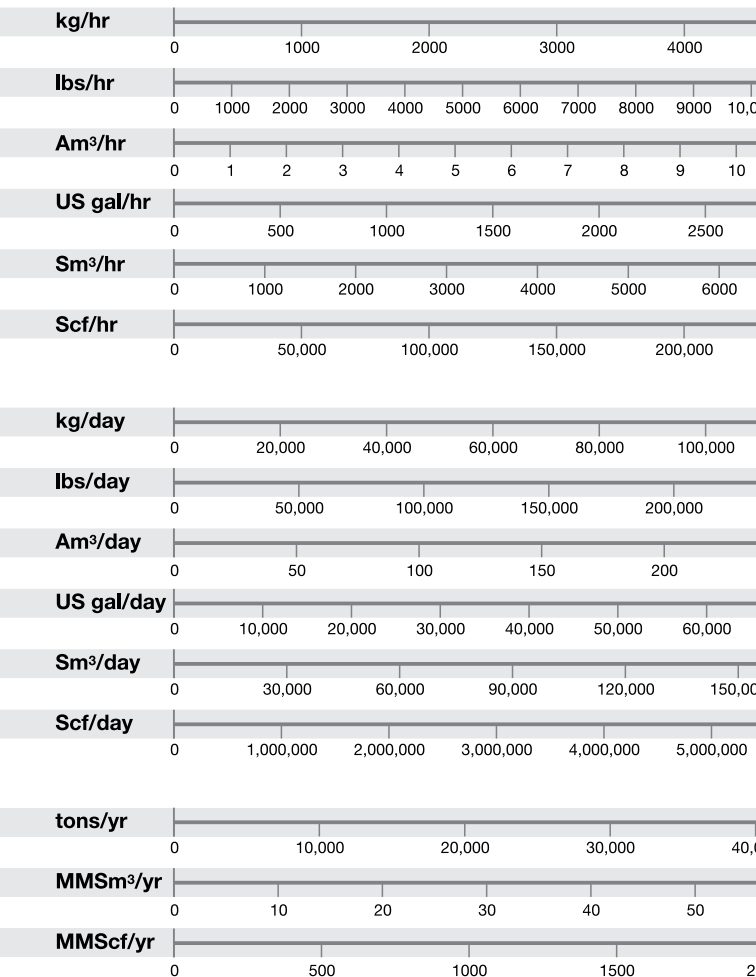 kg/hr
0 1000 2000 3000 4000
lbs/hr
0 1000 2000 3000 4000 5000 6000 7000 8000 9000 10,0
Am³/hr
0 1 2 3 4 5 6 7 8 9 10
US gal/hr
0 500 1000 1500 2000 2500
Sm³/hr
0 1000 2000 3000 4000 5000 6000
Scf/hr
0 50,000 100,000 150,000 200,000
kg/day
0 20,000 40,000 60,000 80,000 100,000
lbs/day
0 50,000 100,000 150,000 200,000
Am³/day
0 50 100 150 200
US gal/day
0 10,000 20,000 30,000 40,000 50,000 60,000
Sm³/day
0 30,000 60,000 90,000 120,000 150,00
Scf/day
0 1,000,000 2,000,000 3,000,000 4,000,000 5,000,000
tons/yr
0 10,000 20,000 30,000 40,0
MMSm³/yr
0 10 20 30 40 50
MMScf/yr
0 500 1000 1500 2